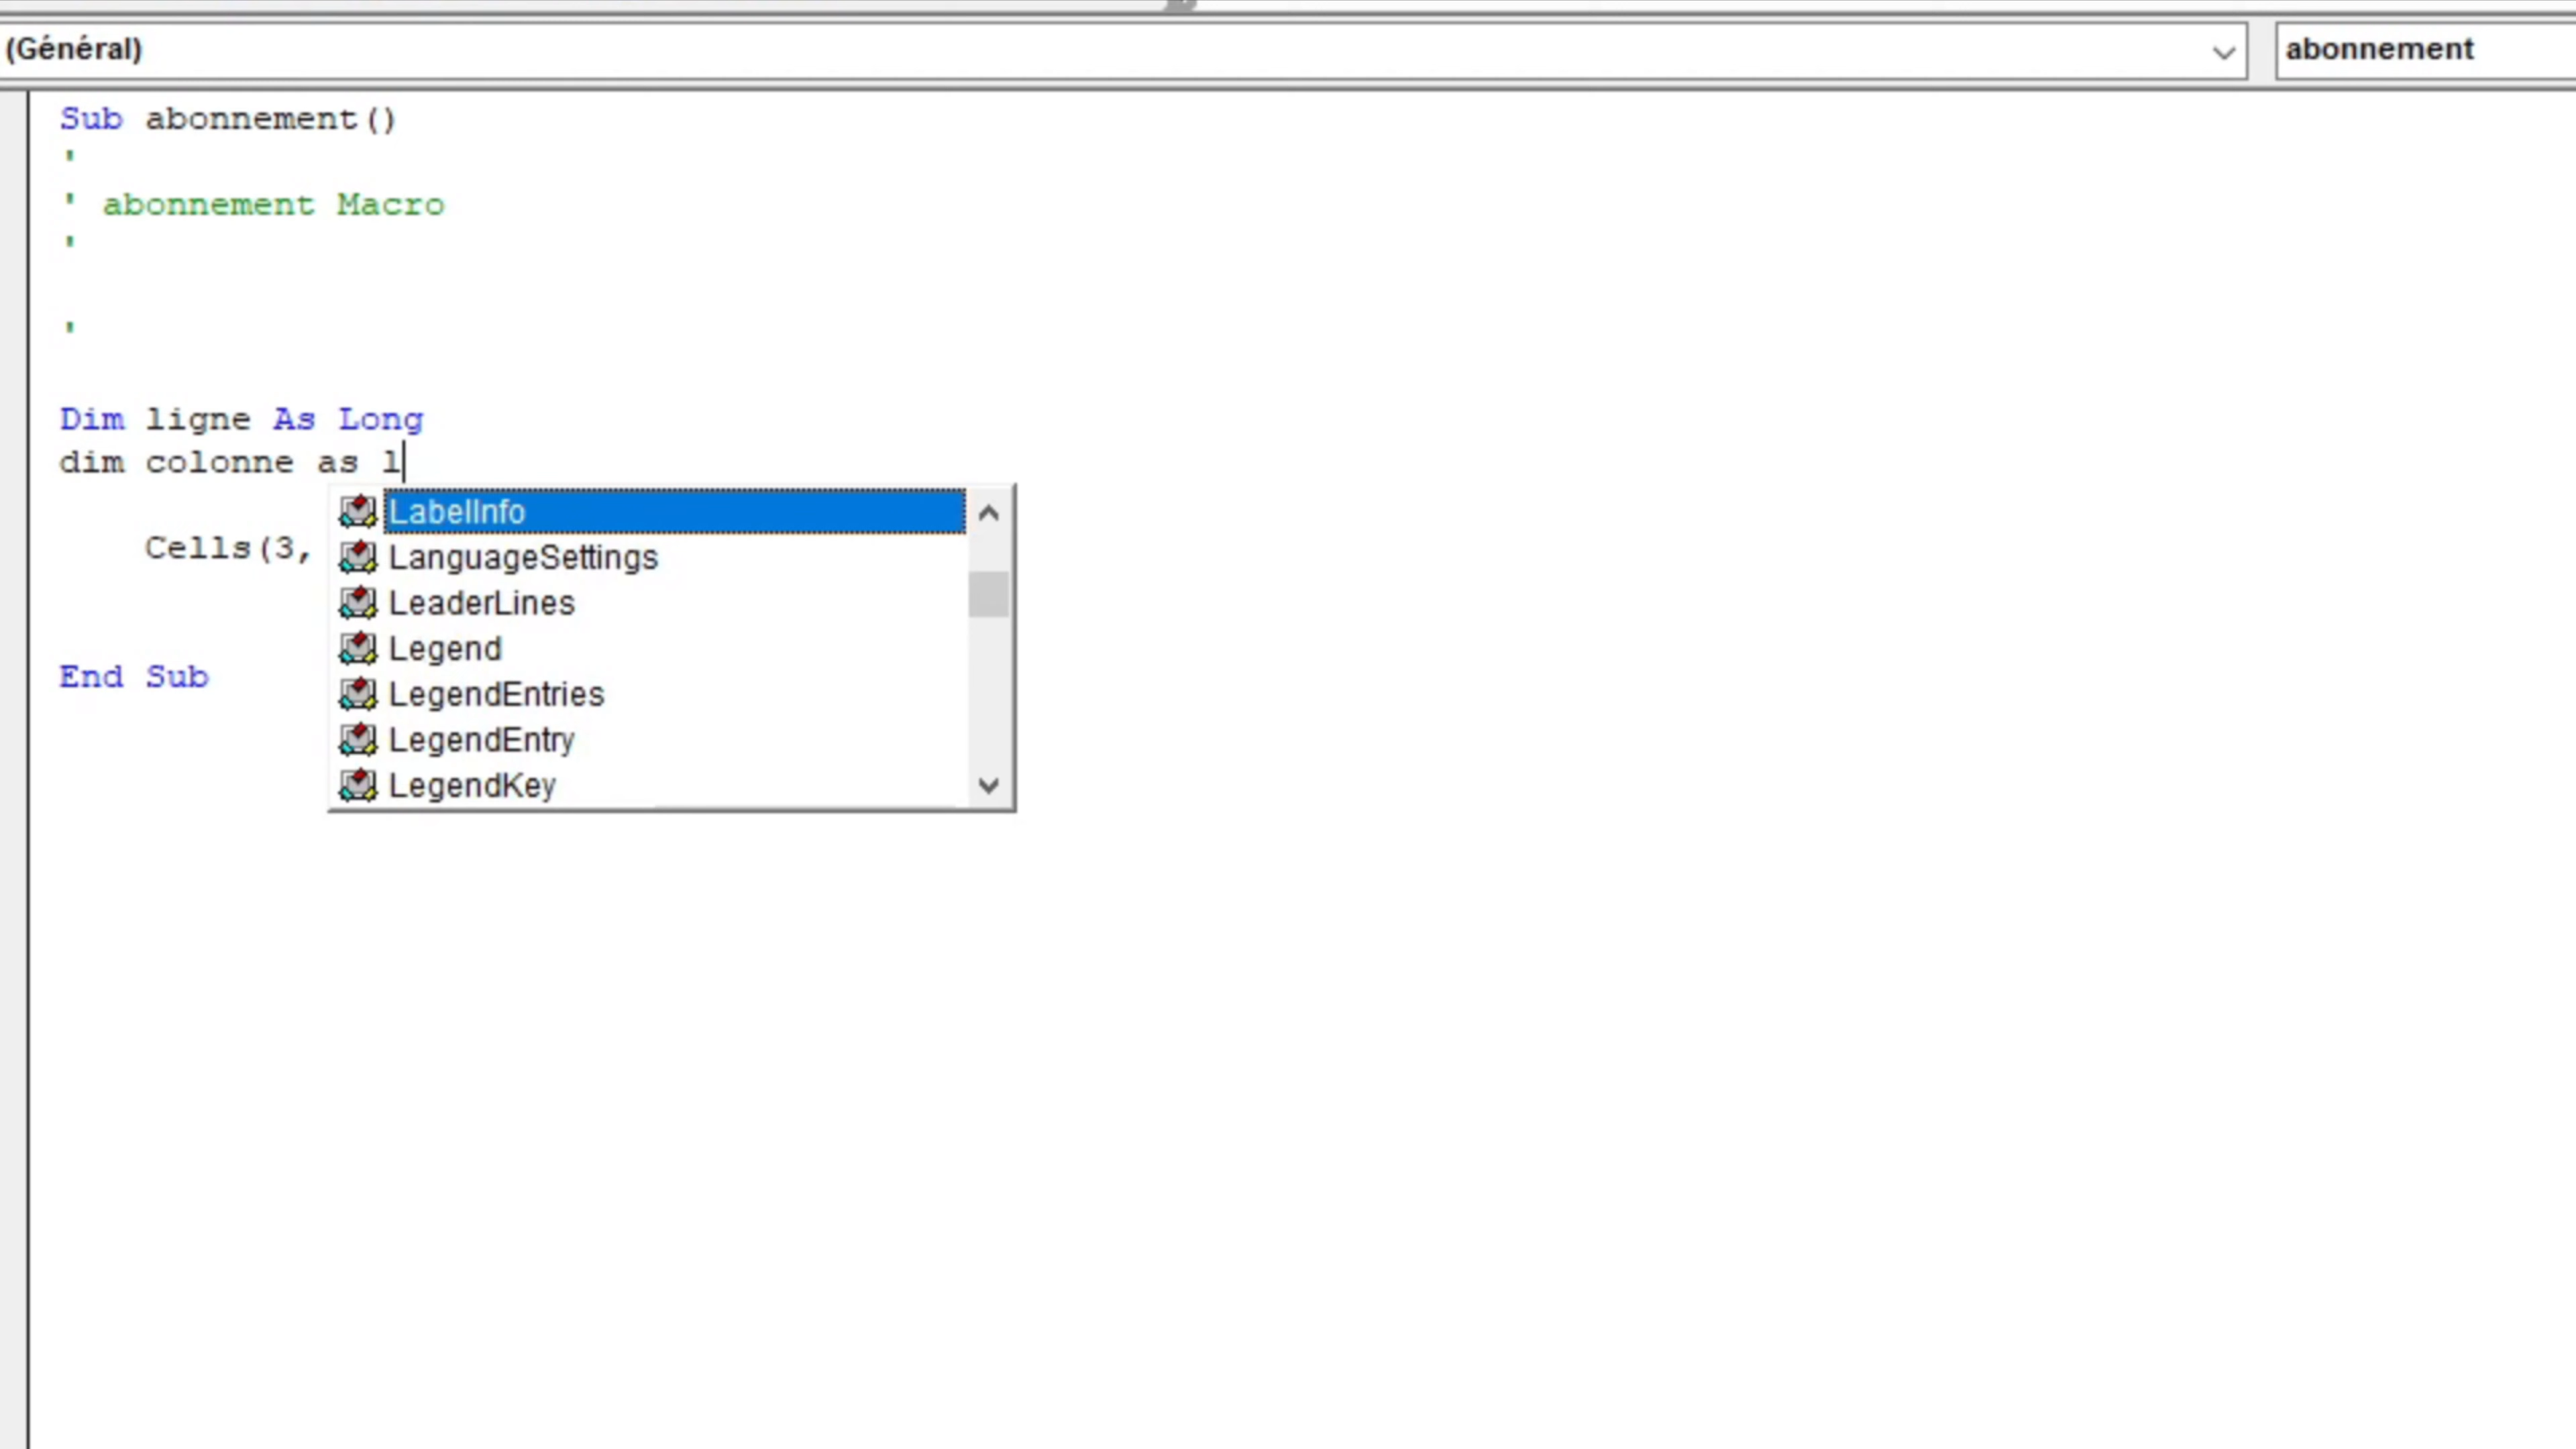 (Général)
abonnement
Sub abonnement()
'
' abonnement Macro
'
'
Dim ligne As Long
dim colonne as l
Cells(3,
LabelInfo
LanguageSettings
LeaderLines
Legend
LegendEntries
LegendEntry
LegendKey
End Sub